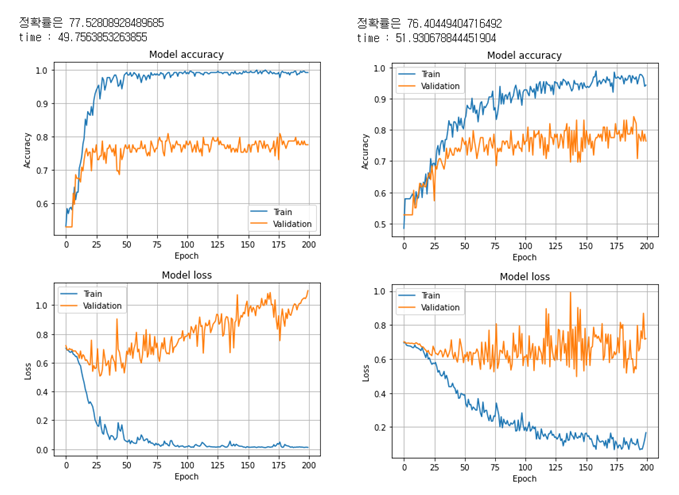 정확률은 77.52808928489685
time : 49.7563853263855
Model accuracy
1.0
0.9
0.8
0.7
0.6
Accuracy
Train
Validation
0 25 50 75 100 125 150 175 200
Epoch
Model loss
Train
Validation
1.0
0.8
0.6
0.4
0.2
0.0
Loss
0 25 50 75 100 125 150 175 200
Epoch
정확률은 76.40449404716492
time : 51.930678844451904
Model accuracy
Train
Validation
1.0
0.9
0.8
0.7
0.6
0.5
Accuracy
0 25 50 75 100 125 150 175 200
Epoch
Model loss
Train
Validation
1.0
0.8
0.6
0.4
0.2
Loss
0 25 50 75 100 125 150 175 200
Epoch